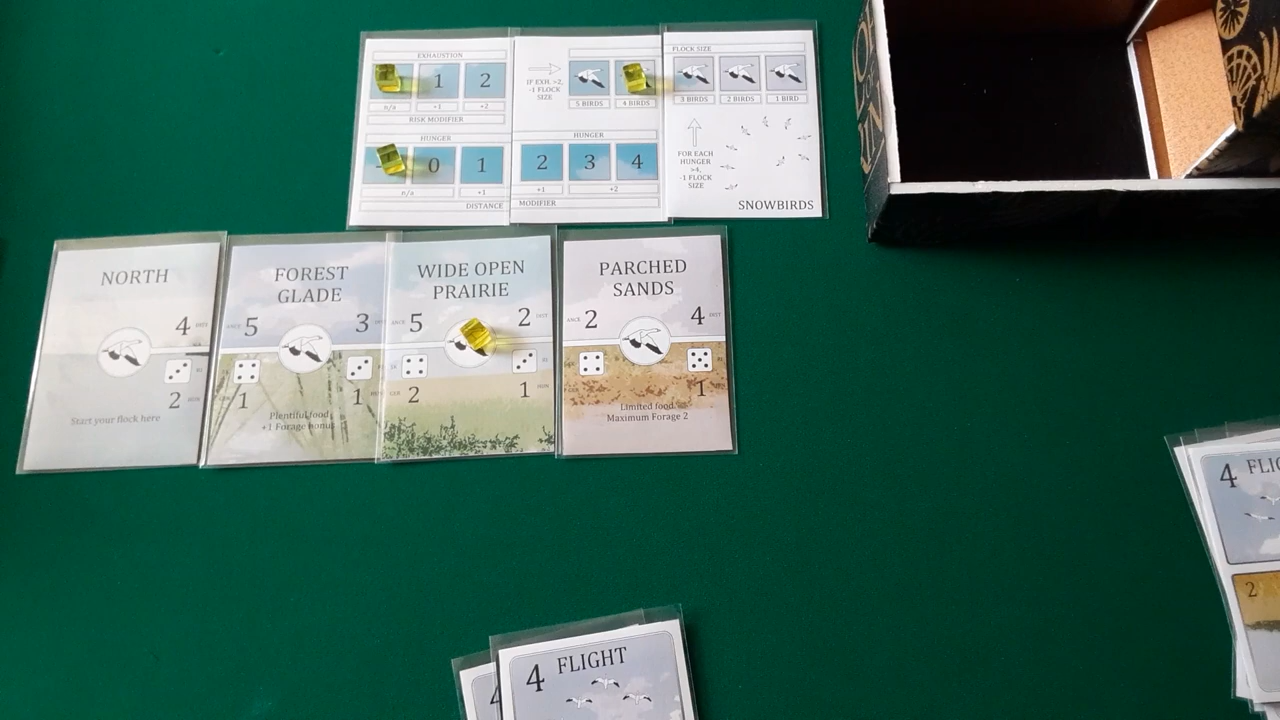 EXHAUSTION
1 2
n/a +1 +2
RISK MODIFIER
HUNGER
0 1
n/a +1
DISTANCE
IF EXH. >2,
-1 FLOCK
SIZE
5 BIRDS 4 BIRDS
HUNGER
2 3 4
+1 +2
MODIFIER
FLOCK SIZE
3 BIRDS 2 BIRDS 1 BIRD
FOR EACH
HUNGER
>4,
-1 FLOCK
SIZE
SNOWBIRDS
NORTH
4
2
Start your flock here
FOREST
GLADE
5 3
1 1
Plentiful food,
+1 Forage bonus
WIDE OPEN
PRAIRIE
5 2
2 1
PARCHED
SANDS
2 4
1
Limited food.
Maximum Forage 2
4 FLIGHT
4
4
2